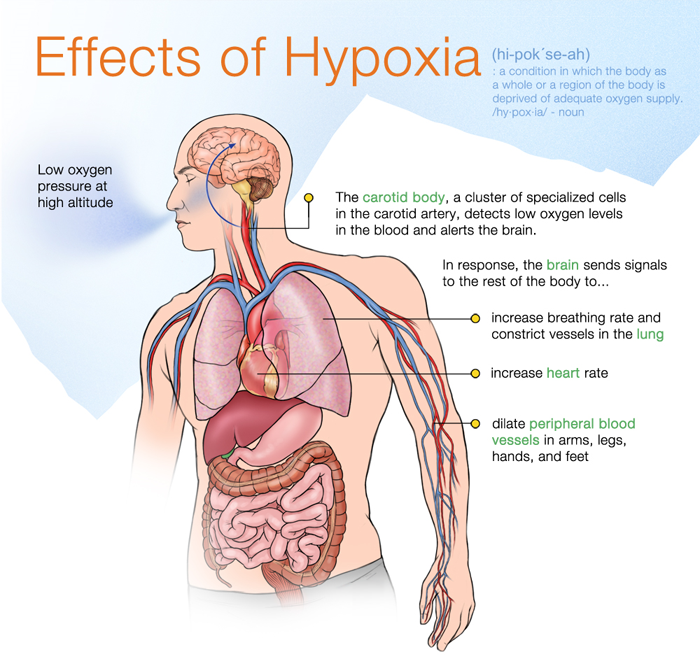 Effects of Hypoxia
(hi-pok´se-ah)
: a condition in which the body as
a whole or a region of the body is
deprived of adequate oxygen supply.
/hy·pox·ia/ - noun
Low oxygen
pressure at
high altitude
The carotid body, a cluster of specialized cells
in the carotid artery, detects low oxygen levels
in the blood and alerts the brain.
In response, the brain sends signals
to the rest of the body to...
increase breathing rate and
constrict vessels in the lung
increase heart rate
dilate peripheral blood
vessels in arms, legs,
hands, and feet